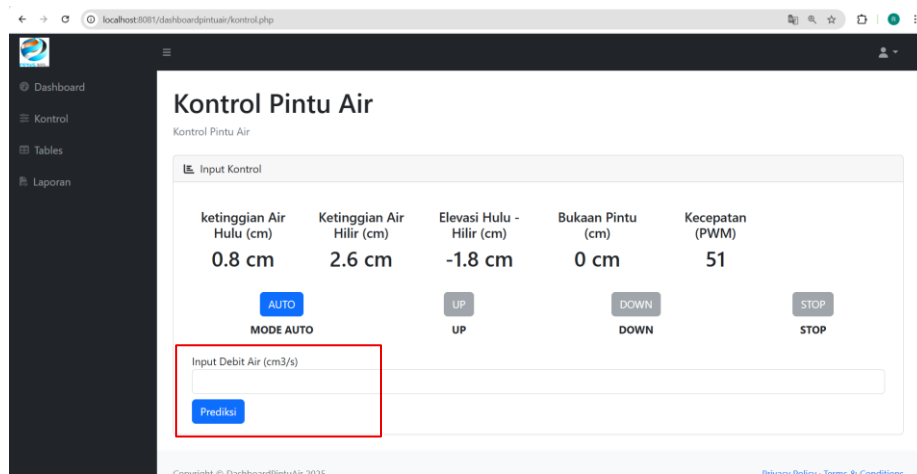 localhost:8081/dashboardpintuair/kontrol.php
Dashboard
Kontrol
Tables
Laporan
Kontrol Pintu Air
Kontrol Pintu Air
Input Kontrol
ketinggian Air Hulu (cm)
0.8 cm
Ketinggian Air Hilir (cm)
2.6 cm
Elevasi Hulu - Hilir (cm)
-1.8 cm
Bukaan Pintu (cm)
0 cm
Kecepatan (PWM)
51
AUTO
MODE AUTO
UP
UP
DOWN
DOWN
STOP
STOP
Input Debit Air (cm3/s)
Prediksi
Copyright © DashboardPintuAir 2025
Privacy Policy · Terms & Conditions